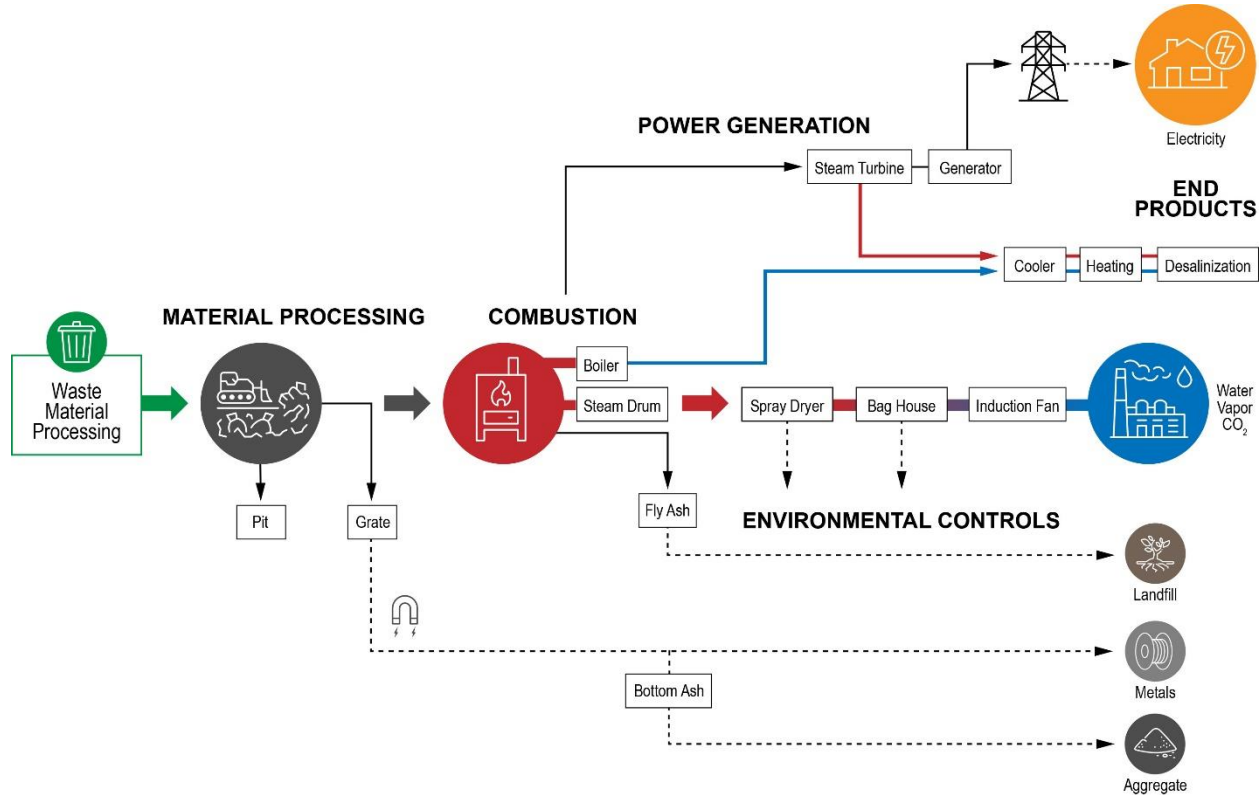 POWER GENERATION
Steam Turbine
Generator
Electricity
END
PRODUCTS
Cooler
Heating
Desalinization
MATERIAL PROCESSING
COMBUSTION
Waste
Material
Processing
Boiler
Steam Drum
Spray Dryer
Bag House
Induction Fan
Water
Vapor
CO₂
Pit
Grate
Fly Ash
ENVIRONMENTAL CONTROLS
Landfill
Bottom Ash
Metals
Aggregate